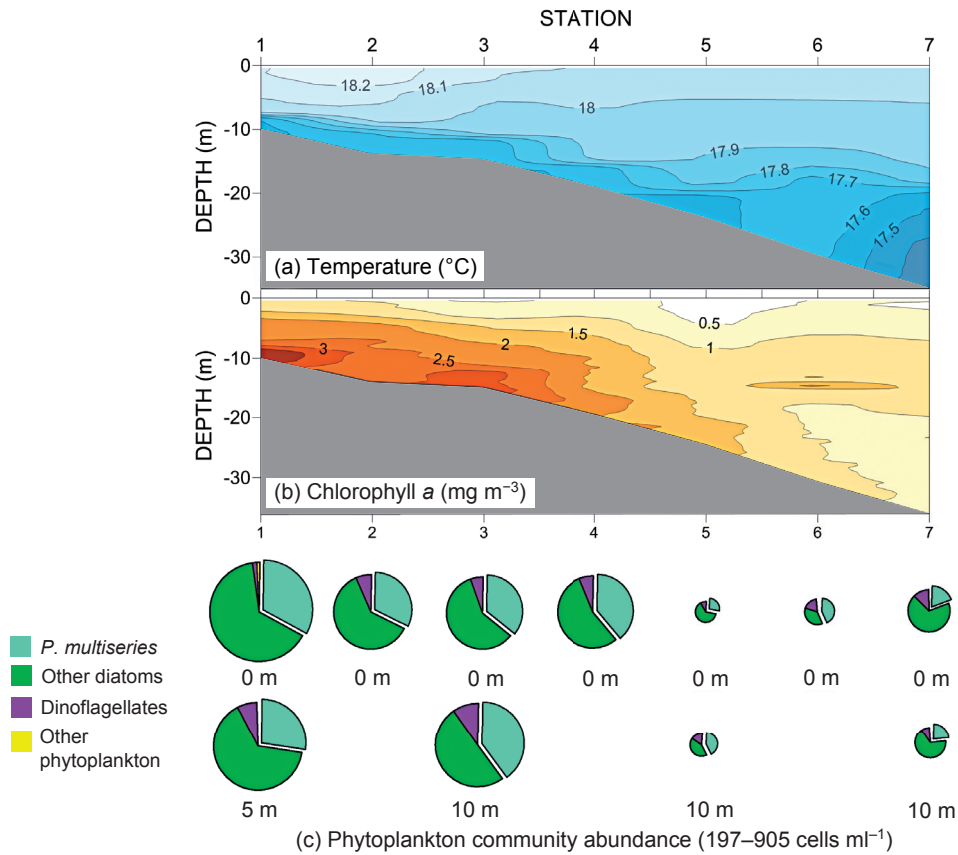 STATION
1 2 3 4 5 6 7
0
-10
-20
-30
DEPTH (m)
18.2
18.1
18
17.9
17.8
17.7
17.6
17.5
(a) Temperature (°C)
0
-10
-20
-30
DEPTH (m)
0.5
1
1.5
2
2.5
3
(b) Chlorophyll a (mg m⁻³)
1 2 3 4 5 6 7
P. multiseries
Other diatoms
Dinoflagellates
Other
phytoplankton
0 m 0 m 0 m 0 m 0 m 0 m 0 m
5 m 10 m 10 m 10 m
(c) Phytoplankton community abundance (197–905 cells ml⁻¹)